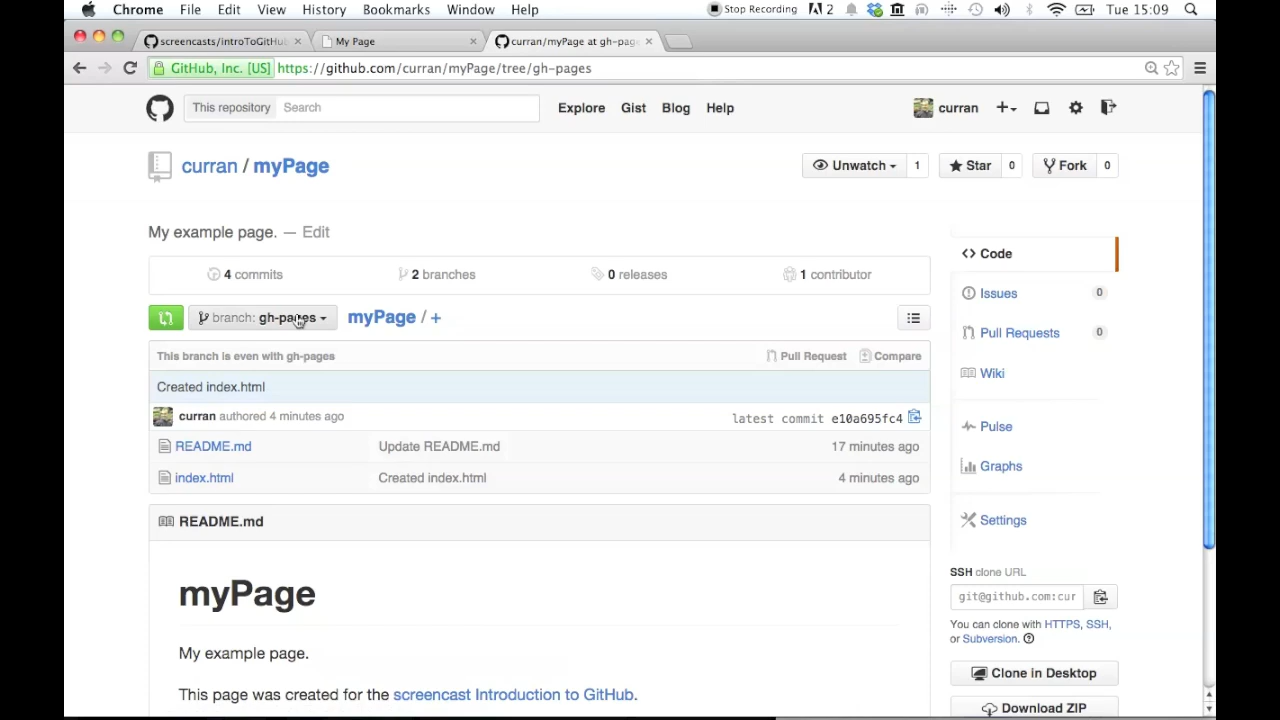 Chrome File Edit View History Bookmarks Window Help Stop Recording 2 Tue 15:09
screencasts/introToGitHub My Page curran/myPage at gh-page
GitHub, Inc. [US] https://github.com/curran/myPage/tree/gh-pages
This repository Search Explore Gist Blog Help curran
curran / myPage Unwatch 1 Star 0 Fork 0
My example page. — Edit
4 commits 2 branches 0 releases 1 contributor
branch: gh-pages myPage / +
This branch is even with gh-pages Pull Request Compare
Created index.html
curran authored 4 minutes ago latest commit e10a695fc4
README.md Update README.md 17 minutes ago
index.html Created index.html 4 minutes ago
README.md
myPage
My example page.
This page was created for the screencast Introduction to GitHub.
Code
Issues 0
Pull Requests 0
Wiki
Pulse
Graphs
Settings
SSH clone URL
git@github.com:cur
You can clone with HTTPS, SSH,
or Subversion.
Clone in Desktop
Download ZIP